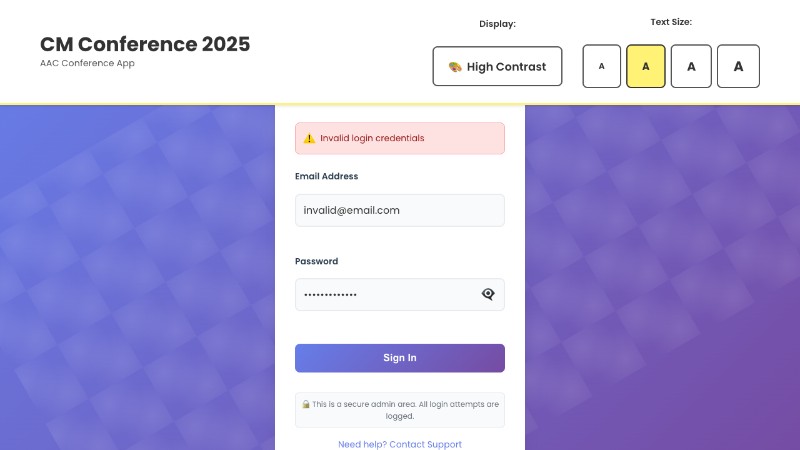 CM Conference 2025
AAC Conference App
Display:
🎨 High Contrast
Text Size:
A A A A
⚠️ Invalid login credentials
Email Address
invalid@email.com
Password
•••••••••••••
Sign In
🔒 This is a secure admin area. All login attempts are
logged.
Need help? Contact Support